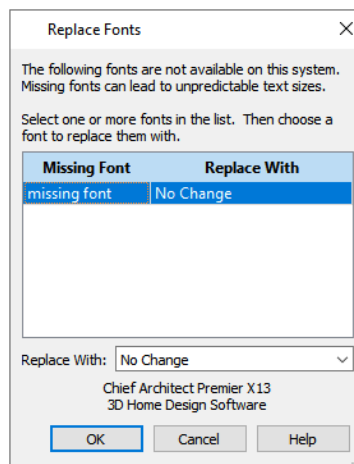 Replace Fonts
The following fonts are not available on this system.
Missing fonts can lead to unpredictable text sizes.
Select one or more fonts in the list.  Then choose a
font to replace them with.
Missing Font Replace With
missing font No Change
Replace With: No Change
Chief Architect Premier X13
3D Home Design Software
OK Cancel Help